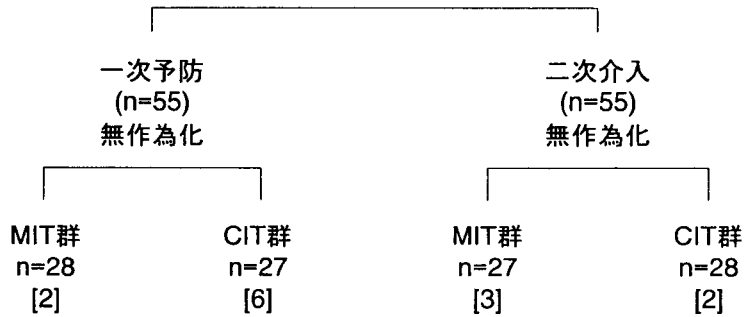 一次予防
(n=55)
無作為化
二次介入
(n=55)
無作為化
MIT群
n=28
[2]
CIT群
n=27
[6]
MIT群
n=27
[3]
CIT群
n=28
[2]